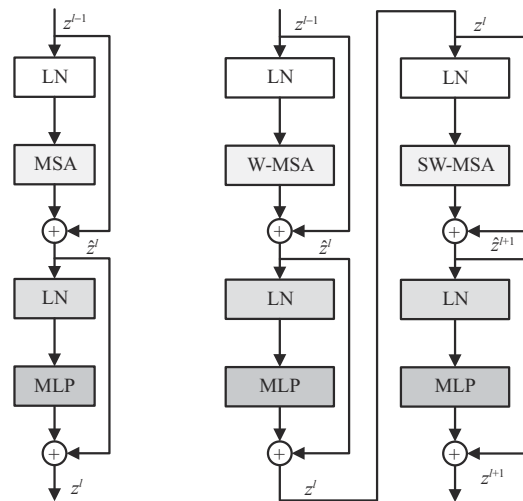 z^{l-1}
LN
MSA
+
ẑ^l
LN
MLP
+
z^l
z^{l-1}
LN
W-MSA
+
ẑ^l
LN
MLP
+
z^l
z^l
LN
SW-MSA
+
ẑ^{l+1}
LN
MLP
+
z^{l+1}